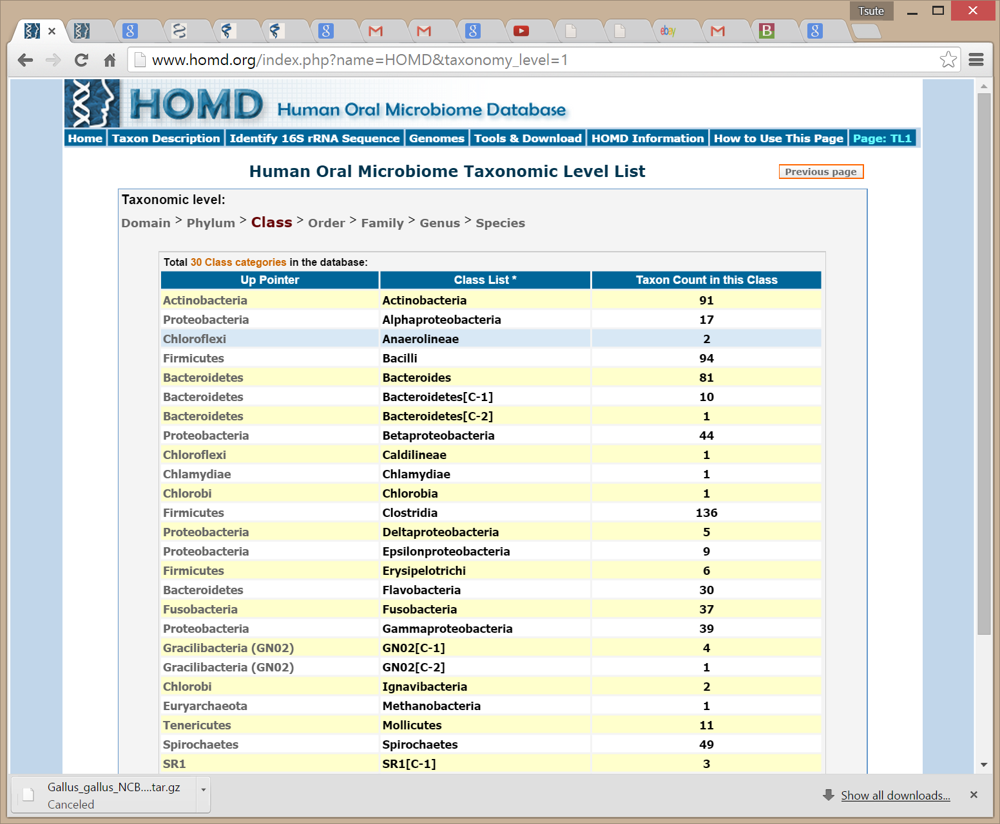 Tsute
www.homd.org/index.php?name=HOMD&taxonomy_level=1
HOMD Human Oral Microbiome Database
Home Taxon Description Identify 16S rRNA Sequence Genomes Tools & Download HOMD Information How to Use This Page Page: TL1
Human Oral Microbiome Taxonomic Level List Previous page
Taxonomic level:
Domain > Phylum > Class > Order > Family > Genus > Species
Total 30 Class categories in the database:
Up Pointer Class List * Taxon Count in this Class
Actinobacteria Actinobacteria 91
Proteobacteria Alphaproteobacteria 17
Chloroflexi Anaerolineae 2
Firmicutes Bacilli 94
Bacteroidetes Bacteroides 81
Bacteroidetes Bacteroidetes[C-1] 10
Bacteroidetes Bacteroidetes[C-2] 1
Proteobacteria Betaproteobacteria 44
Chloroflexi Caldilineae 1
Chlamydiae Chlamydiae 1
Chlorobi Chlorobia 1
Firmicutes Clostridia 136
Proteobacteria Deltaproteobacteria 5
Proteobacteria Epsilonproteobacteria 9
Firmicutes Erysipelotrichi 6
Bacteroidetes Flavobacteria 30
Fusobacteria Fusobacteria 37
Proteobacteria Gammaproteobacteria 39
Gracilibacteria (GN02) GN02[C-1] 4
Gracilibacteria (GN02) GN02[C-2] 1
Chlorobi Ignavibacteria 2
Euryarchaeota Methanobacteria 1
Tenericutes Mollicutes 11
Spirochaetes Spirochaetes 49
SR1 SR1[C-1] 3
Gallus_gallus_NCB....tar.gz
Canceled
Show all downloads...